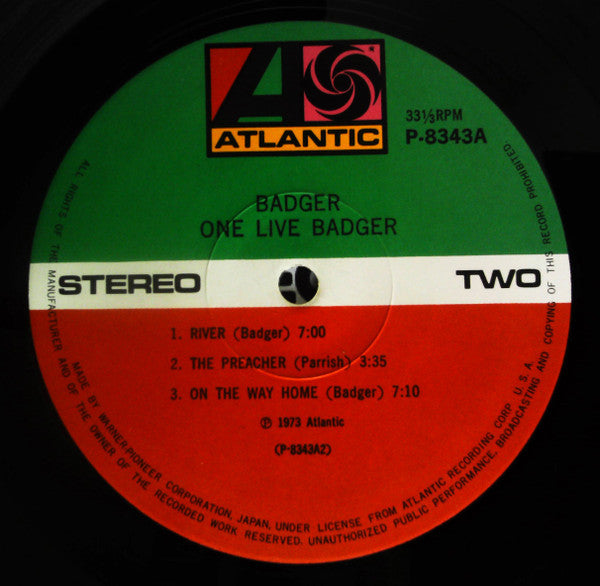 ATLANTIC
33⅓RPM
P-8343A
BADGER
ONE LIVE BADGER
STEREO
TWO
1. RIVER (Badger) 7:00
2. THE PREACHER (Parrish) 3:35
3. ON THE WAY HOME (Badger) 7:10
Ⓟ 1973 Atlantic
(P-8343A2)
MADE BY WARNER-PIONEER CORPORATION, JAPAN, UNDER LICENSE FROM ATLANTIC RECORDING CORP. U.S.A.
ALL RIGHTS OF THE MANUFACTURER AND OF THE OWNER OF THE RECORDED WORK RESERVED. UNAUTHORIZED PUBLIC PERFORMANCE, BROADCASTING AND COPYING OF THIS RECORD PROHIBITED.